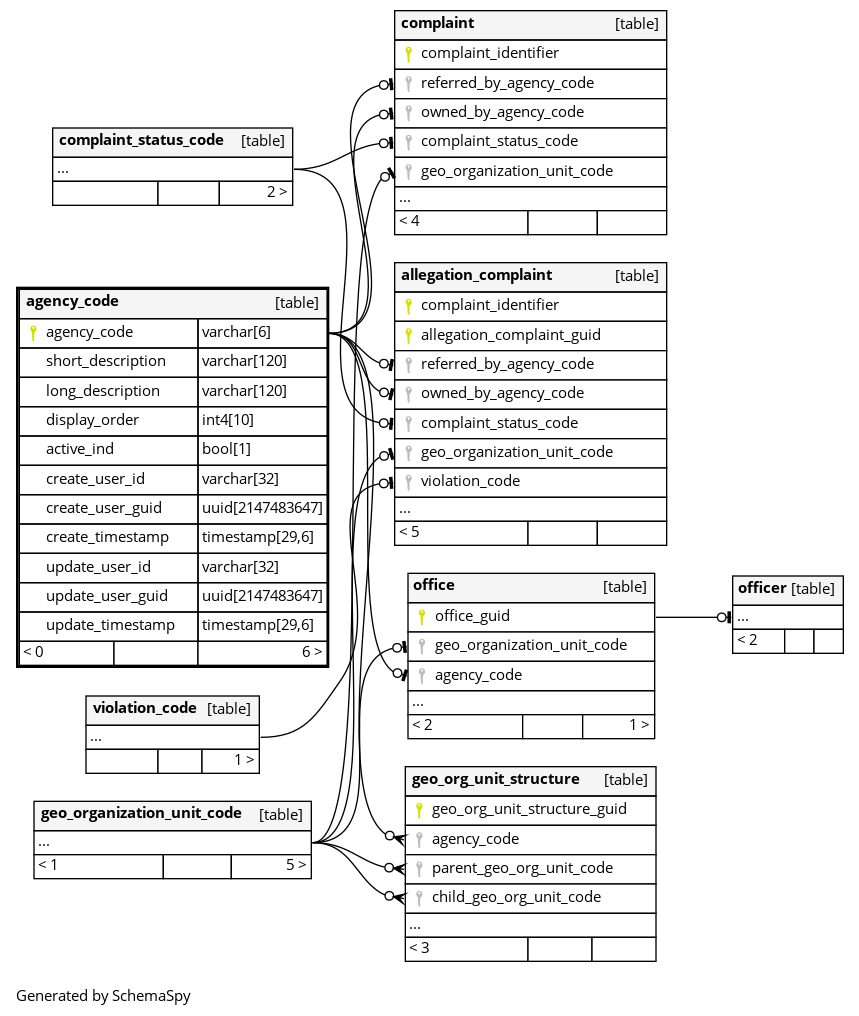 complaint [table]
complaint_identifier
referred_by_agency_code
owned_by_agency_code
complaint_status_code
geo_organization_unit_code
...
< 4
complaint_status_code [table]
...
2 >
allegation_complaint [table]
complaint_identifier
allegation_complaint_guid
referred_by_agency_code
owned_by_agency_code
complaint_status_code
geo_organization_unit_code
violation_code
...
< 5
agency_code [table]
agency_code varchar[6]
short_description varchar[120]
long_description varchar[120]
display_order int4[10]
active_ind bool[1]
create_user_id varchar[32]
create_user_guid uuid[2147483647]
create_timestamp timestamp[29,6]
update_user_id varchar[32]
update_user_guid uuid[2147483647]
update_timestamp timestamp[29,6]
< 0 6 >
office [table]
office_guid
geo_organization_unit_code
agency_code
...
< 2 1 >
officer [table]
...
< 2
violation_code [table]
...
1 >
geo_organization_unit_code [table]
...
< 1 5 >
geo_org_unit_structure [table]
geo_org_unit_structure_guid
agency_code
parent_geo_org_unit_code
child_geo_org_unit_code
...
< 3
Generated by SchemaSpy